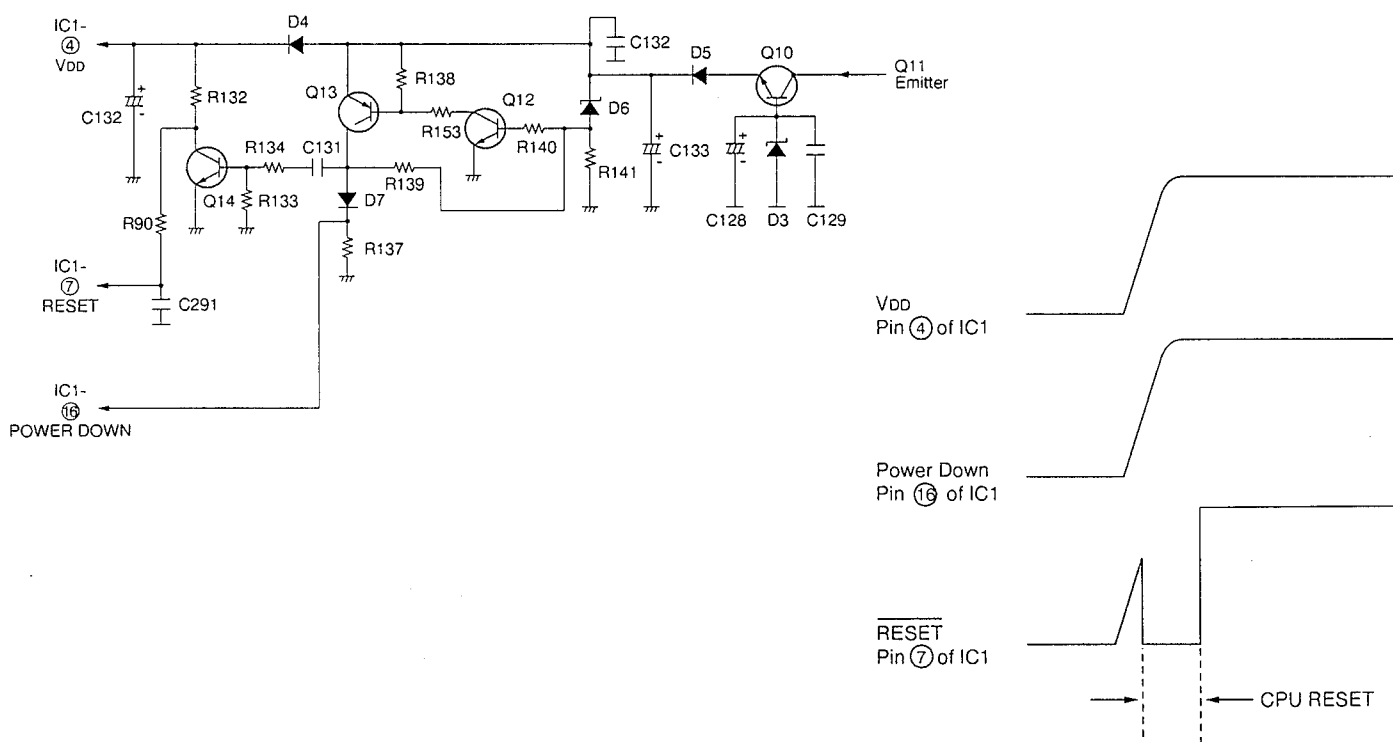 IC1-
④
VDD
D4
C132
D5
Q10
Q11
Emitter
R138
Q13
Q12
D6
R132
C132
+
-
R153
R140
R134
C131
C133
+
-
+
-
R141
R139
Q14
R133
D7
C128
D3
C129
R90
R137
IC1-
⑦
RESET
C291
IC1-
⑯
POWER DOWN
VDD
Pin ④ of IC1
Power Down
Pin ⑯ of IC1
RESET
Pin ⑦ of IC1
CPU RESET